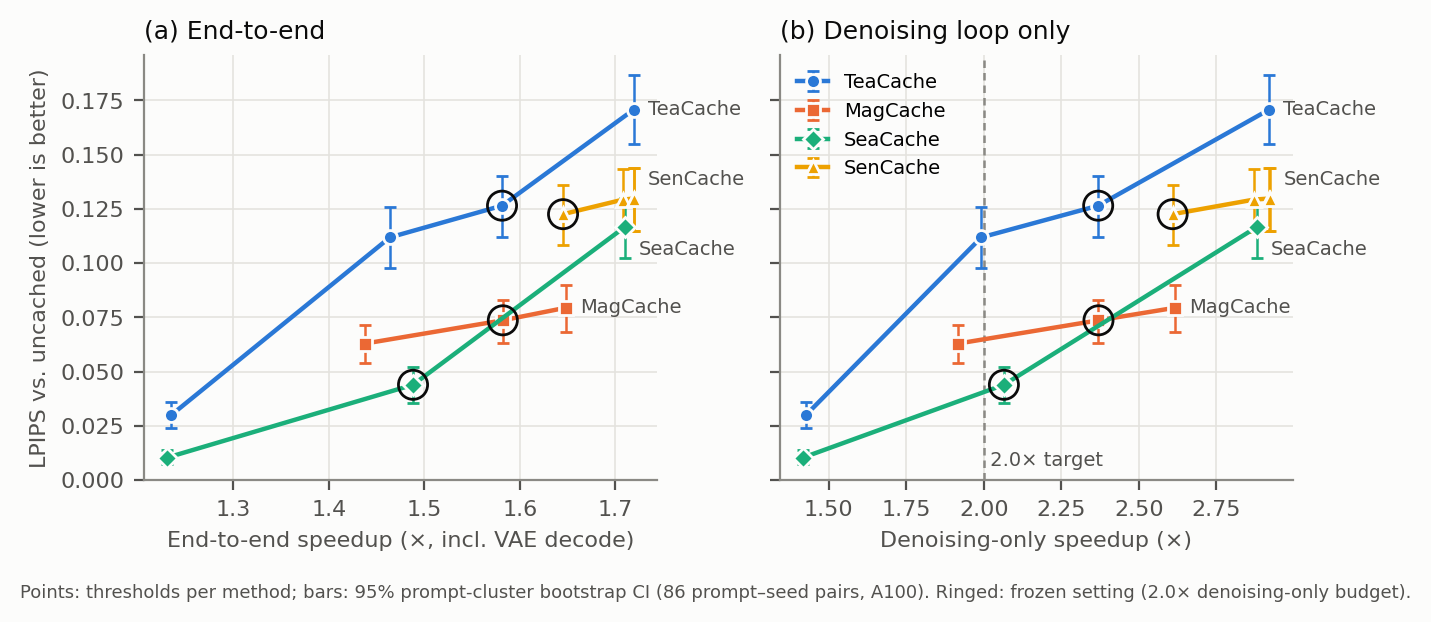 (a) End-to-end
(b) Denoising loop only
LPIPS vs. uncached (lower is better)
0.175
0.150
0.125
0.100
0.075
0.050
0.025
0.000
TeaCache
SenCache
SeaCache
MagCache
1.3
1.4
1.5
1.6
1.7
End-to-end speedup (×, incl. VAE decode)
TeaCache
MagCache
SeaCache
SenCache
TeaCache
SenCache
SeaCache
MagCache
2.0× target
1.50
1.75
2.00
2.25
2.50
2.75
Denoising-only speedup (×)
Points: thresholds per method; bars: 95% prompt-cluster bootstrap CI (86 prompt–seed pairs, A100). Ringed: frozen setting (2.0× denoising-only budget).